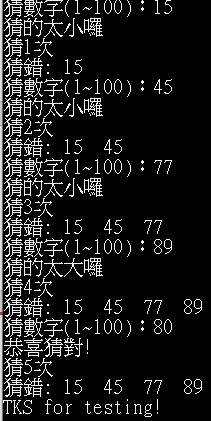 猜數字(1~100)：15
猜的太小囉
猜1次
猜錯: 15
猜數字(1~100)：45
猜的太小囉
猜2次
猜錯: 15  45
猜數字(1~100)：77
猜的太小囉
猜3次
猜錯: 15  45  77
猜數字(1~100)：89
猜的太大囉
猜4次
猜錯: 15  45  77  89
猜數字(1~100)：80
恭喜猜對!
猜5次
猜錯: 15  45  77  89
TKS for testing!